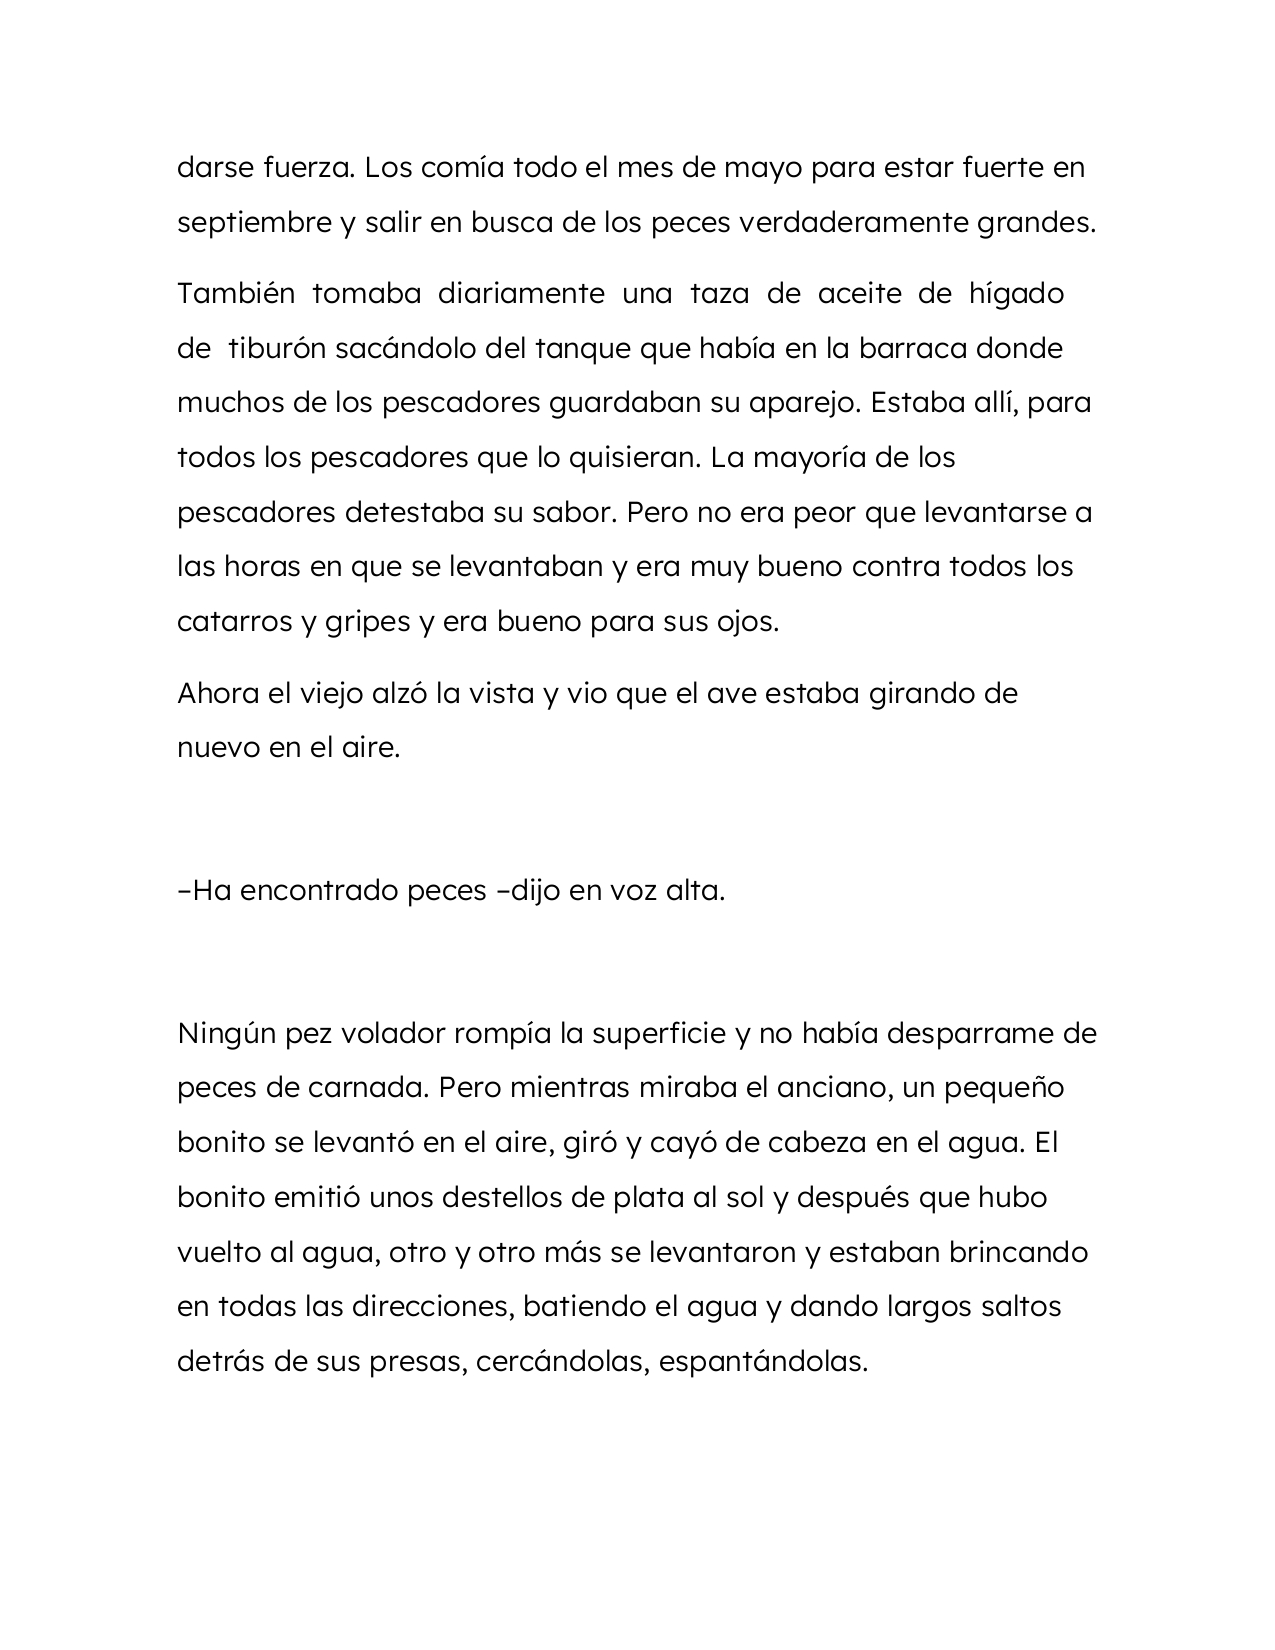 darse fuerza. Los comía todo el mes de mayo para estar fuerte en
septiembre y salir en busca de los peces verdaderamente grandes.
También tomaba diariamente una taza de aceite de hígado
de tiburón sacándolo del tanque que había en la barraca donde
muchos de los pescadores guardaban su aparejo. Estaba allí, para
todos los pescadores que lo quisieran. La mayoría de los
pescadores detestaba su sabor. Pero no era peor que levantarse a
las horas en que se levantaban y era muy bueno contra todos los
catarros y gripes y era bueno para sus ojos.
Ahora el viejo alzó la vista y vio que el ave estaba girando de
nuevo en el aire.
–Ha encontrado peces –dijo en voz alta.
Ningún pez volador rompía la superficie y no había desparrame de
peces de carnada. Pero mientras miraba el anciano, un pequeño
bonito se levantó en el aire, giró y cayó de cabeza en el agua. El
bonito emitió unos destellos de plata al sol y después que hubo
vuelto al agua, otro y otro más se levantaron y estaban brincando
en todas las direcciones, batiendo el agua y dando largos saltos
detrás de sus presas, cercándolas, espantándolas.